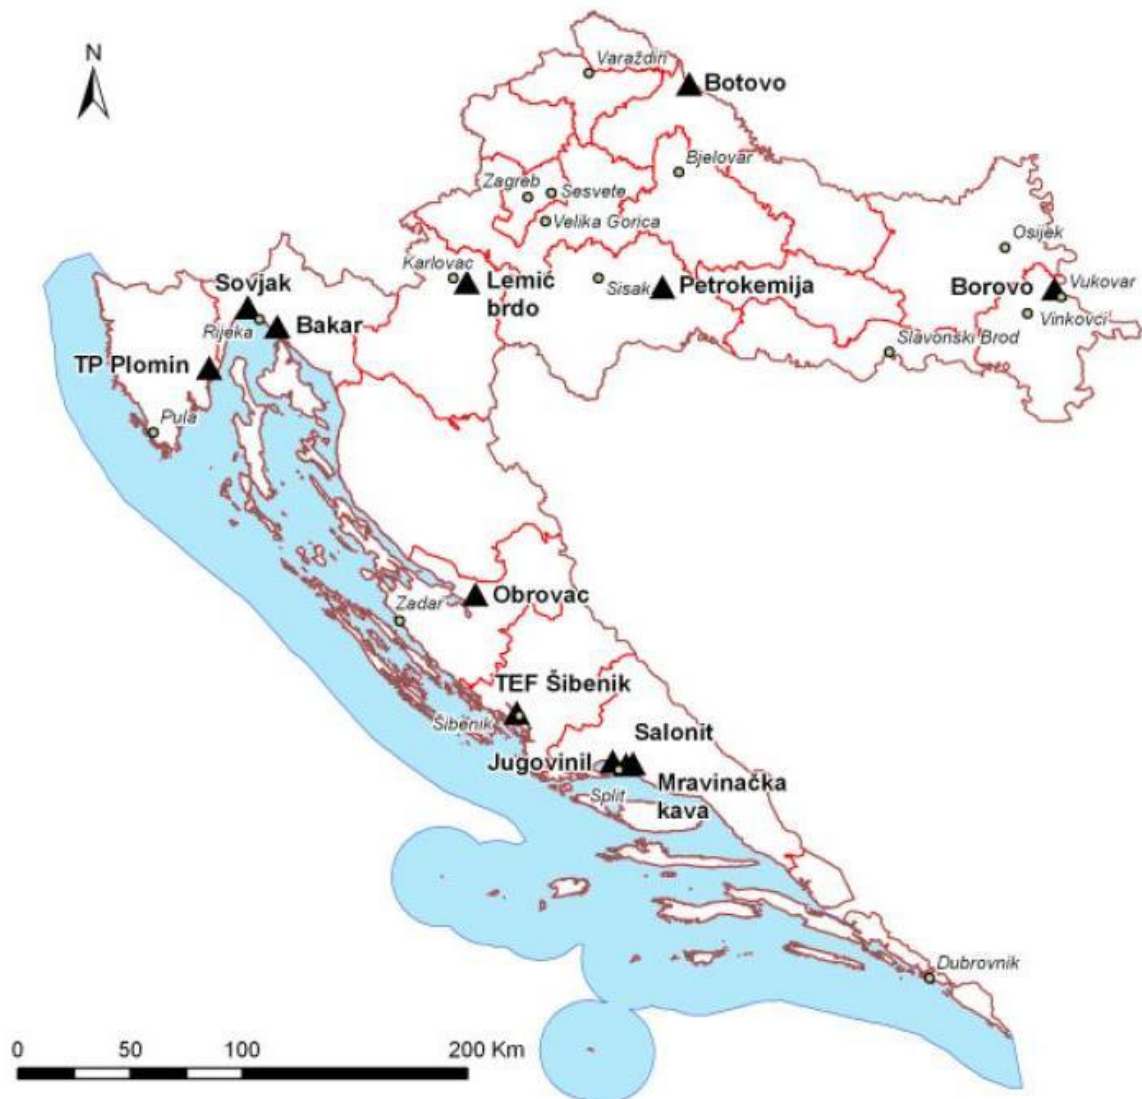 N
Varaždin
Botovo
Bjelovar
Zagreb
Sesvete
Velika Gorica
Osijek
Karlovac
Lemić
brdo
Sisak
Petrokemija
Borovo
Vukovar
Vinkovci
Sovjak
Rijeka
Bakar
Slavonski Brod
TP Plomin
Pula
Obrovac
Zadar
TEF Šibenik
Šibenik
Salonit
Jugovinil
Mravinačka
kava
Split
Dubrovnik
0 50 100 200 Km